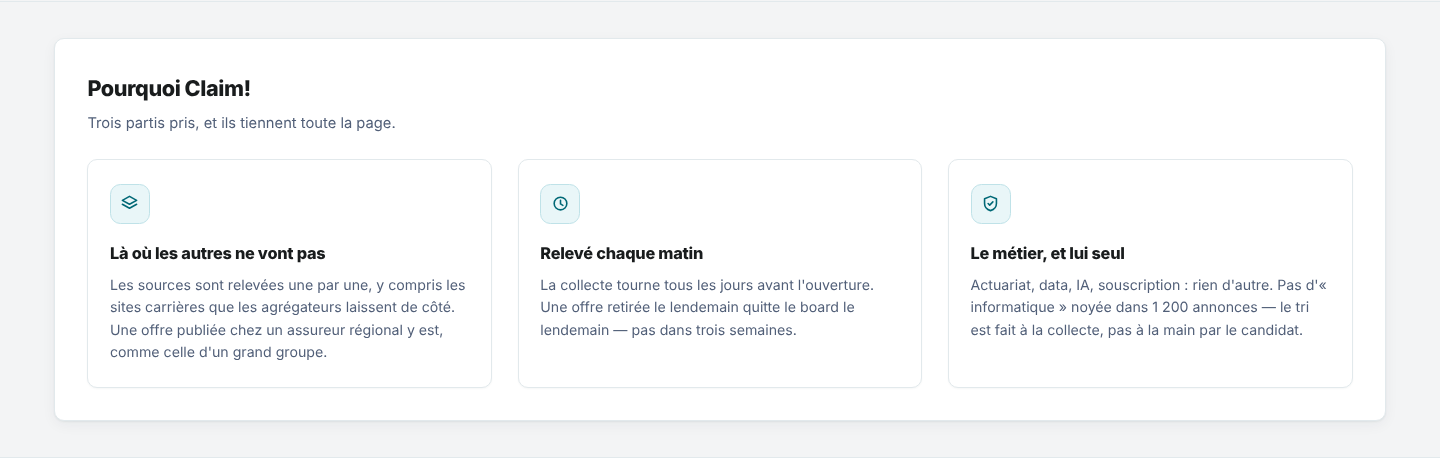 Pourquoi Claim!
Trois partis pris, et ils tiennent toute la page.
Là où les autres ne vont pas
Les sources sont relevées une par une, y compris les
sites carrières que les agrégateurs laissent de côté.
Une offre publiée chez un assureur régional y est,
comme celle d'un grand groupe.
Relevé chaque matin
La collecte tourne tous les jours avant l'ouverture.
Une offre retirée le lendemain quitte le board le
lendemain — pas dans trois semaines.
Le métier, et lui seul
Actuariat, data, IA, souscription : rien d'autre. Pas d'«
informatique » noyée dans 1 200 annonces — le tri
est fait à la collecte, pas à la main par le candidat.